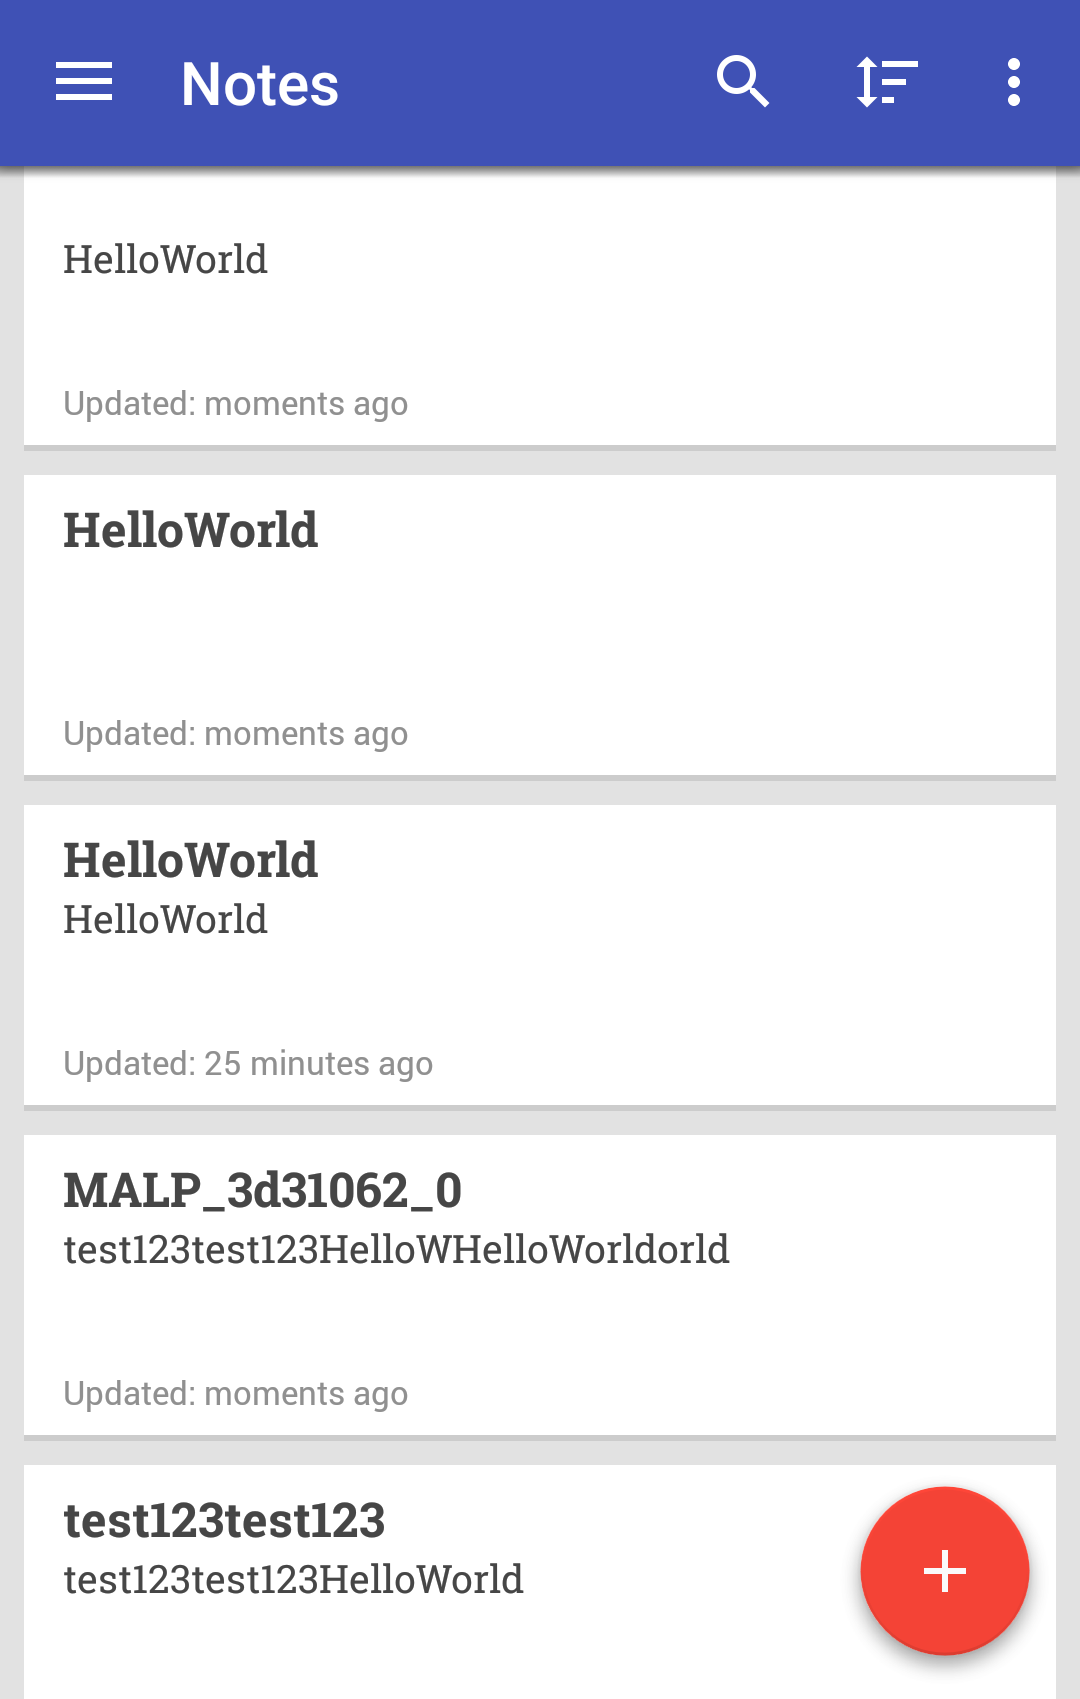 Notes
HelloWorld
Updated: moments ago
HelloWorld
Updated: moments ago
HelloWorld
HelloWorld
Updated: 25 minutes ago
MALP_3d31062_0
test123test123HelloWHelloWorldorld
Updated: moments ago
test123test123
test123test123HelloWorld